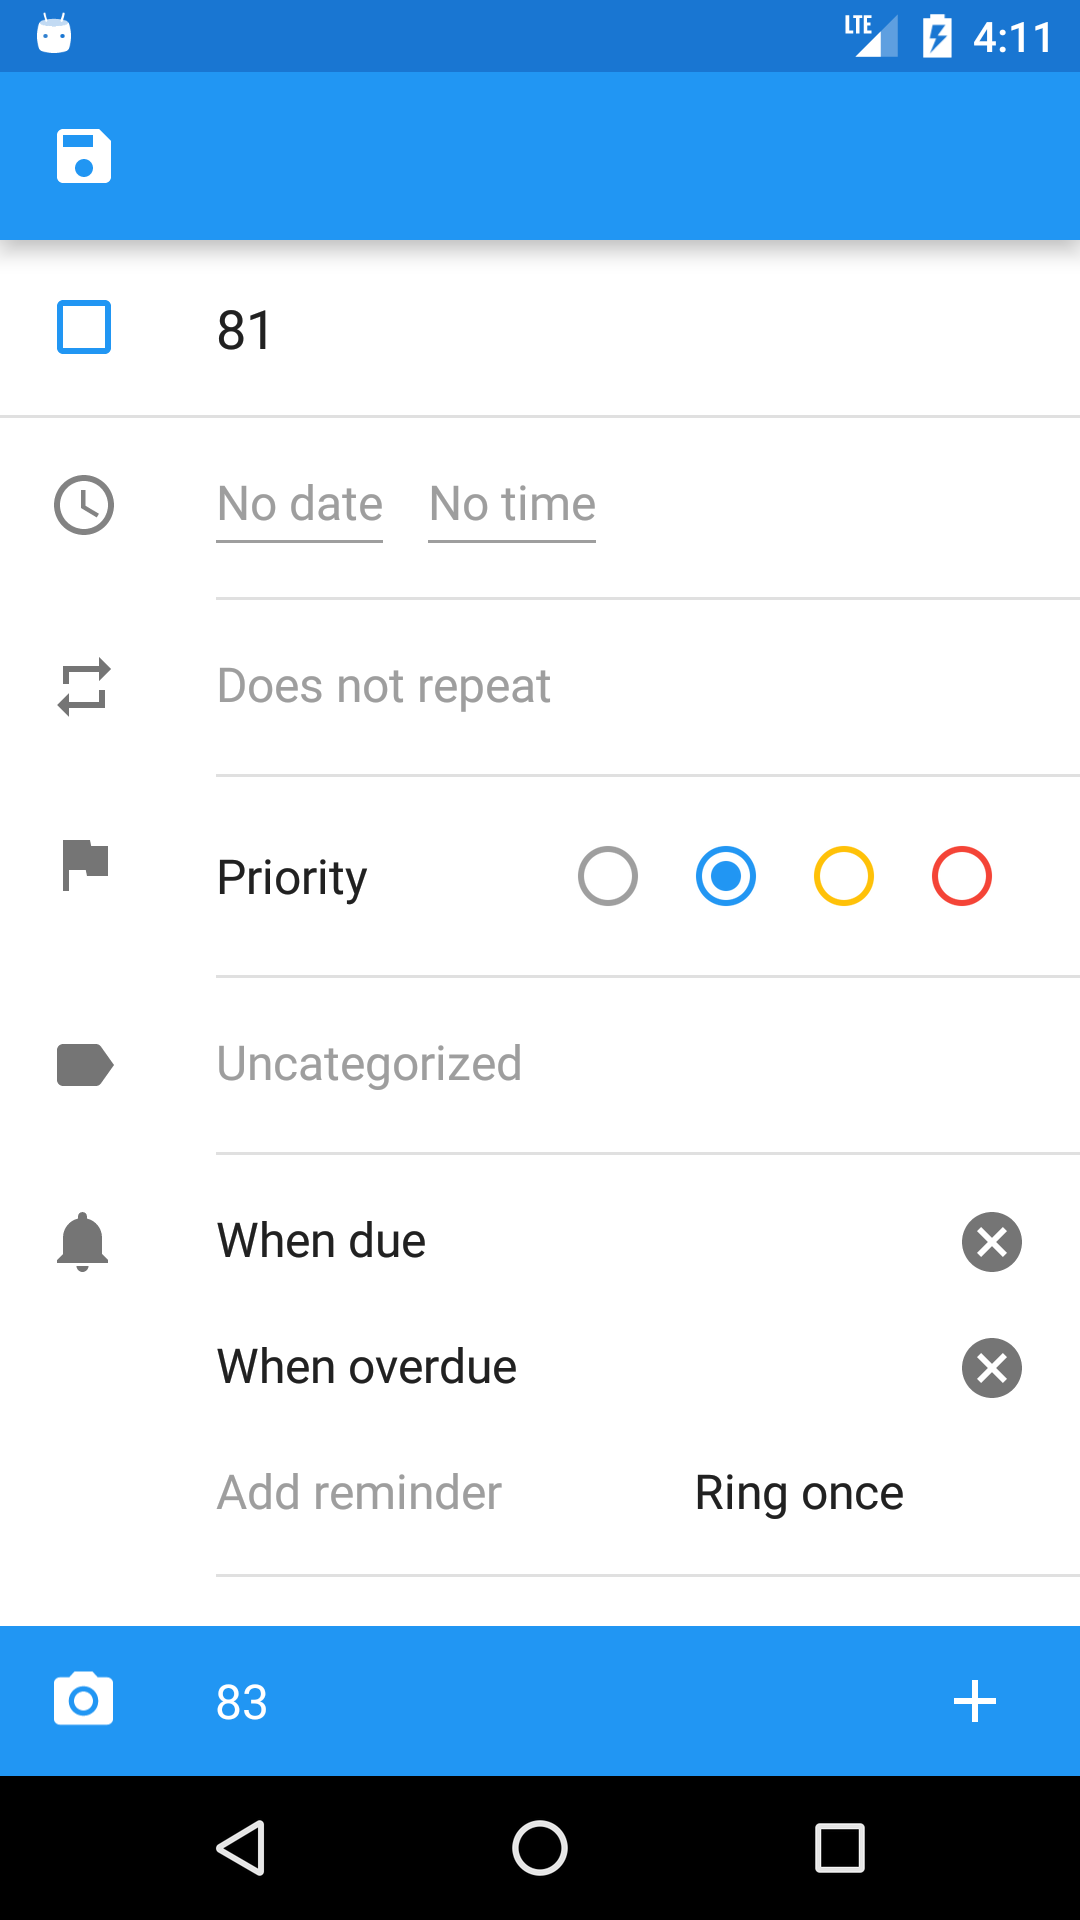 LTE 4:11
81
No date No time
Does not repeat
Priority
Uncategorized
When due
When overdue
Add reminder Ring once
83